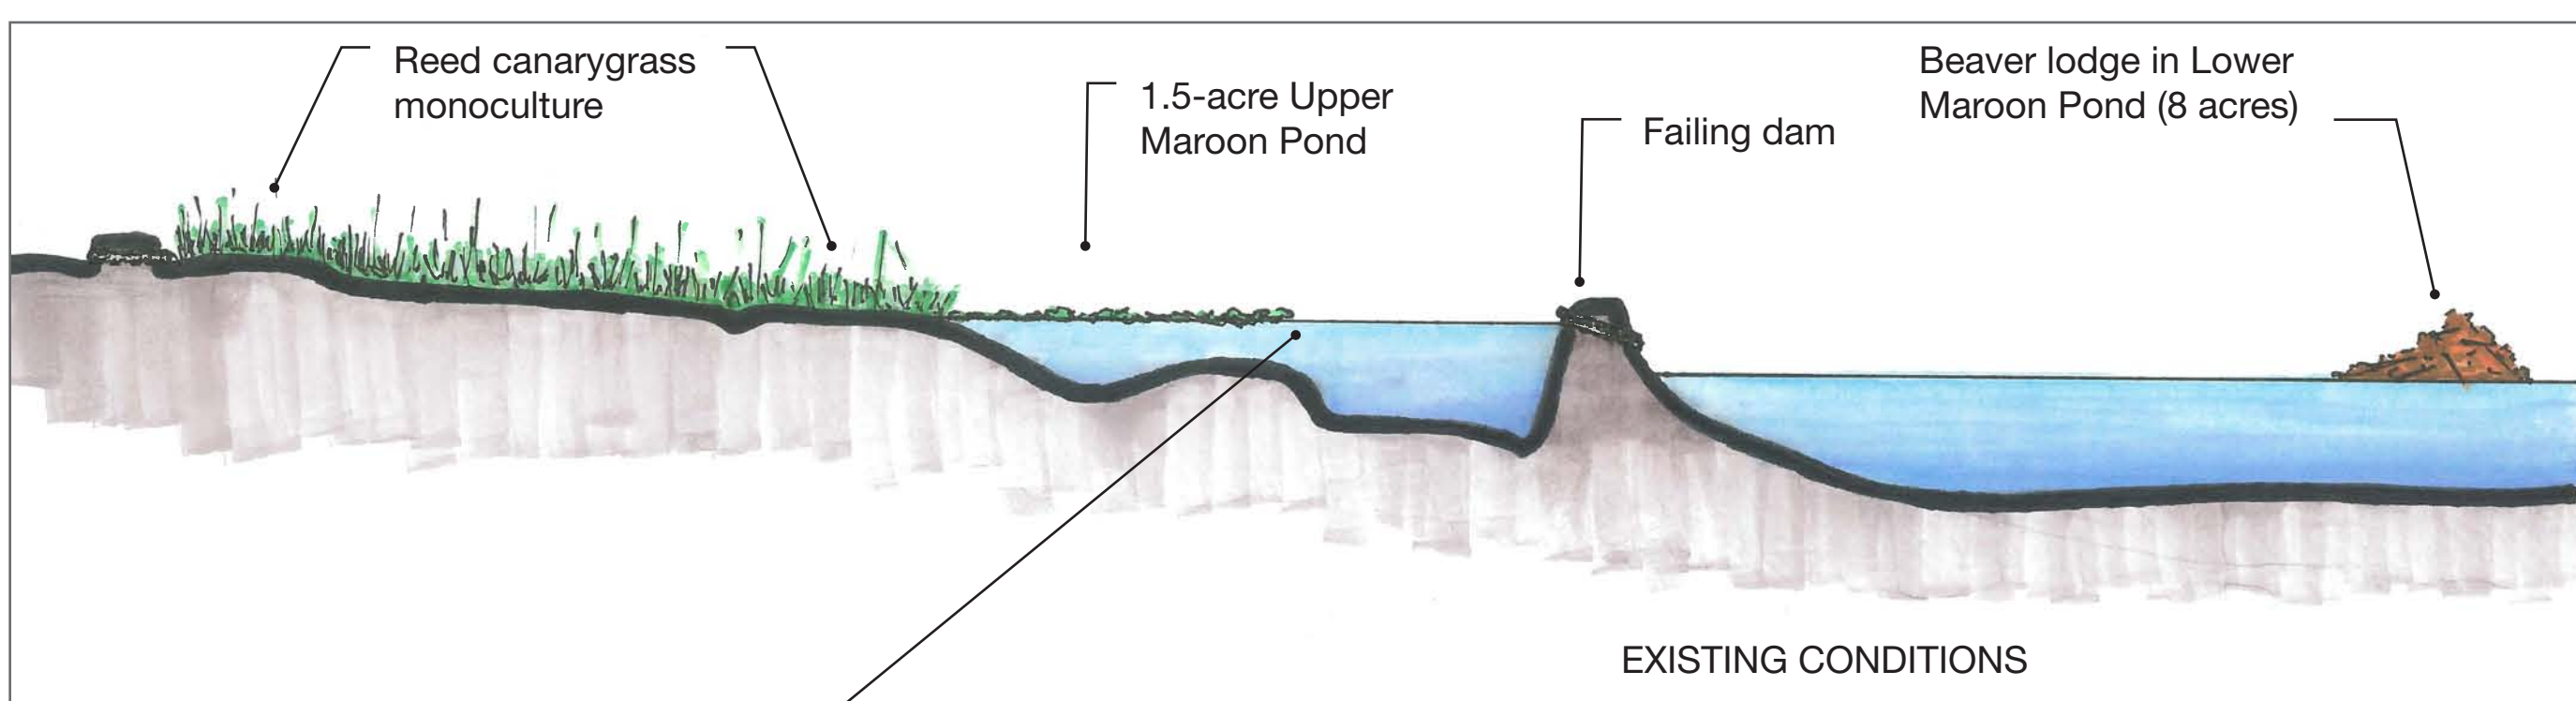 Reed canarygrass
monoculture
1.5-acre Upper
Maroon Pond
Failing dam
Beaver lodge in Lower
Maroon Pond (8 acres)
EXISTING CONDITIONS